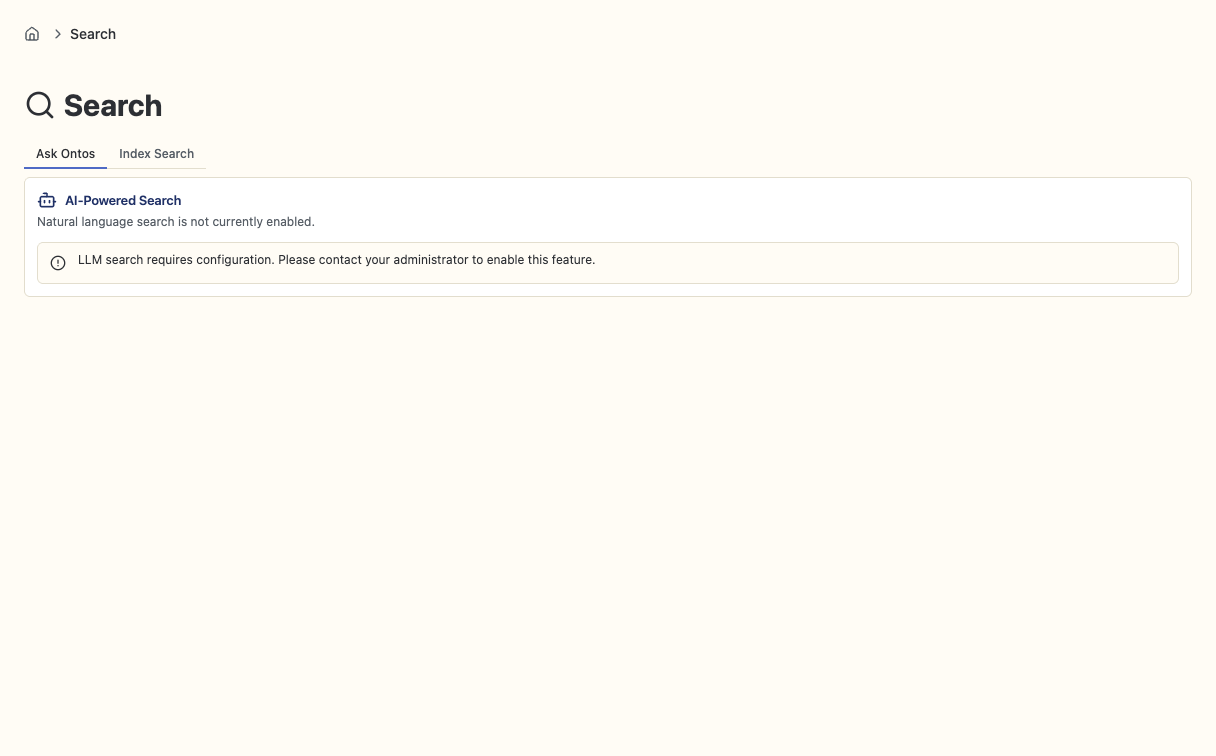 Search
Search
Ask Ontos
Index Search
AI-Powered Search
Natural language search is not currently enabled.
LLM search requires configuration. Please contact your administrator to enable this feature.